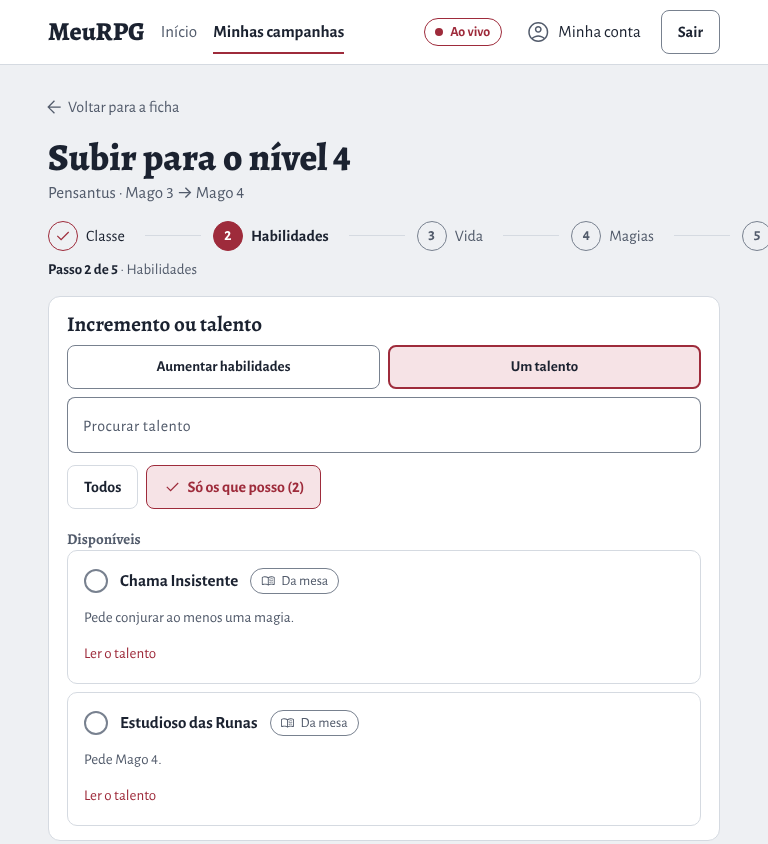 MeuRPG Início Minhas campanhas Ao vivo Minha conta Sair
Voltar para a ficha
Subir para o nível 4
Pensantus · Mago 3 → Mago 4
Classe 2 Habilidades 3 Vida 4 Magias 5
Passo 2 de 5 · Habilidades
Incremento ou talento
Aumentar habilidades Um talento
Procurar talento
Todos Só os que posso (2)
Disponíveis
Chama Insistente Da mesa
Pede conjurar ao menos uma magia.
Ler o talento
Estudioso das Runas Da mesa
Pede Mago 4.
Ler o talento